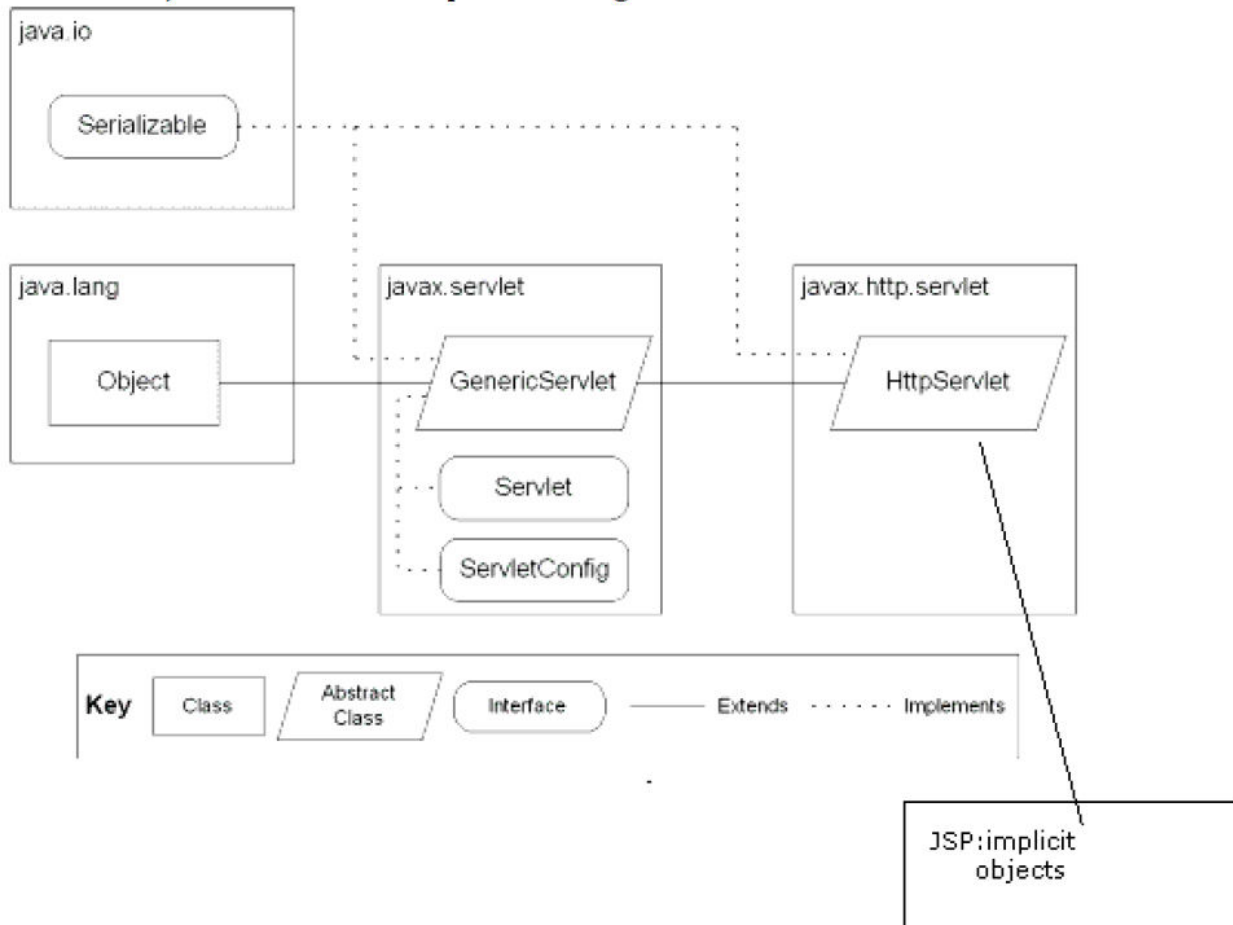 java.io
Serializable
java.lang
javax.servlet
javax.http.servlet
Object
GenericServlet
HttpServlet
Servlet
ServletConfig
Key
Class
Abstract
Class
Interface
Extends
Implements
JSP:implicit
objects